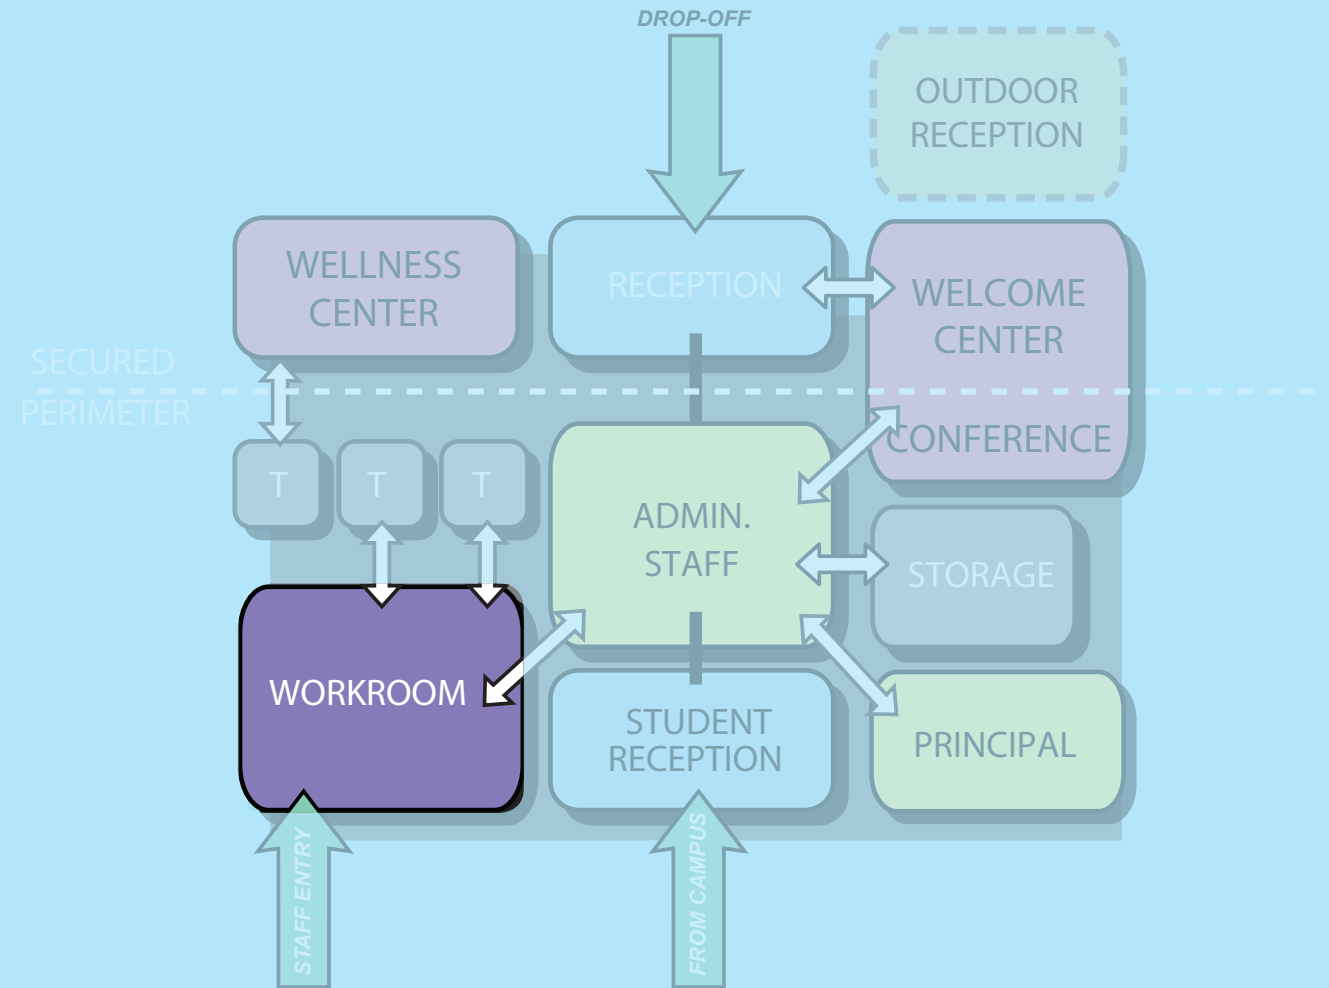 DROP-OFF
OUTDOOR
RECEPTION
WELLNESS
CENTER
RECEPTION
WELCOME
CENTER
SECURED
PERIMETER
CONFERENCE
T
T
T
ADMIN.
STAFF
STORAGE
WORKROOM
STUDENT
RECEPTION
PRINCIPAL
STAFF ENTRY
FROM CAMPUS